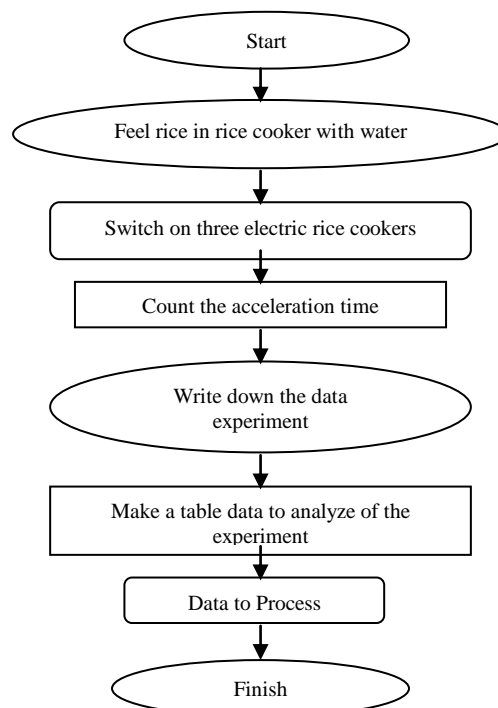 Start
Feel rice in rice cooker with water
Switch on three electric rice cookers
Count the acceleration time
Write down the data
experiment
Make a table data to analyze of the
experiment
Data to Process
Finish